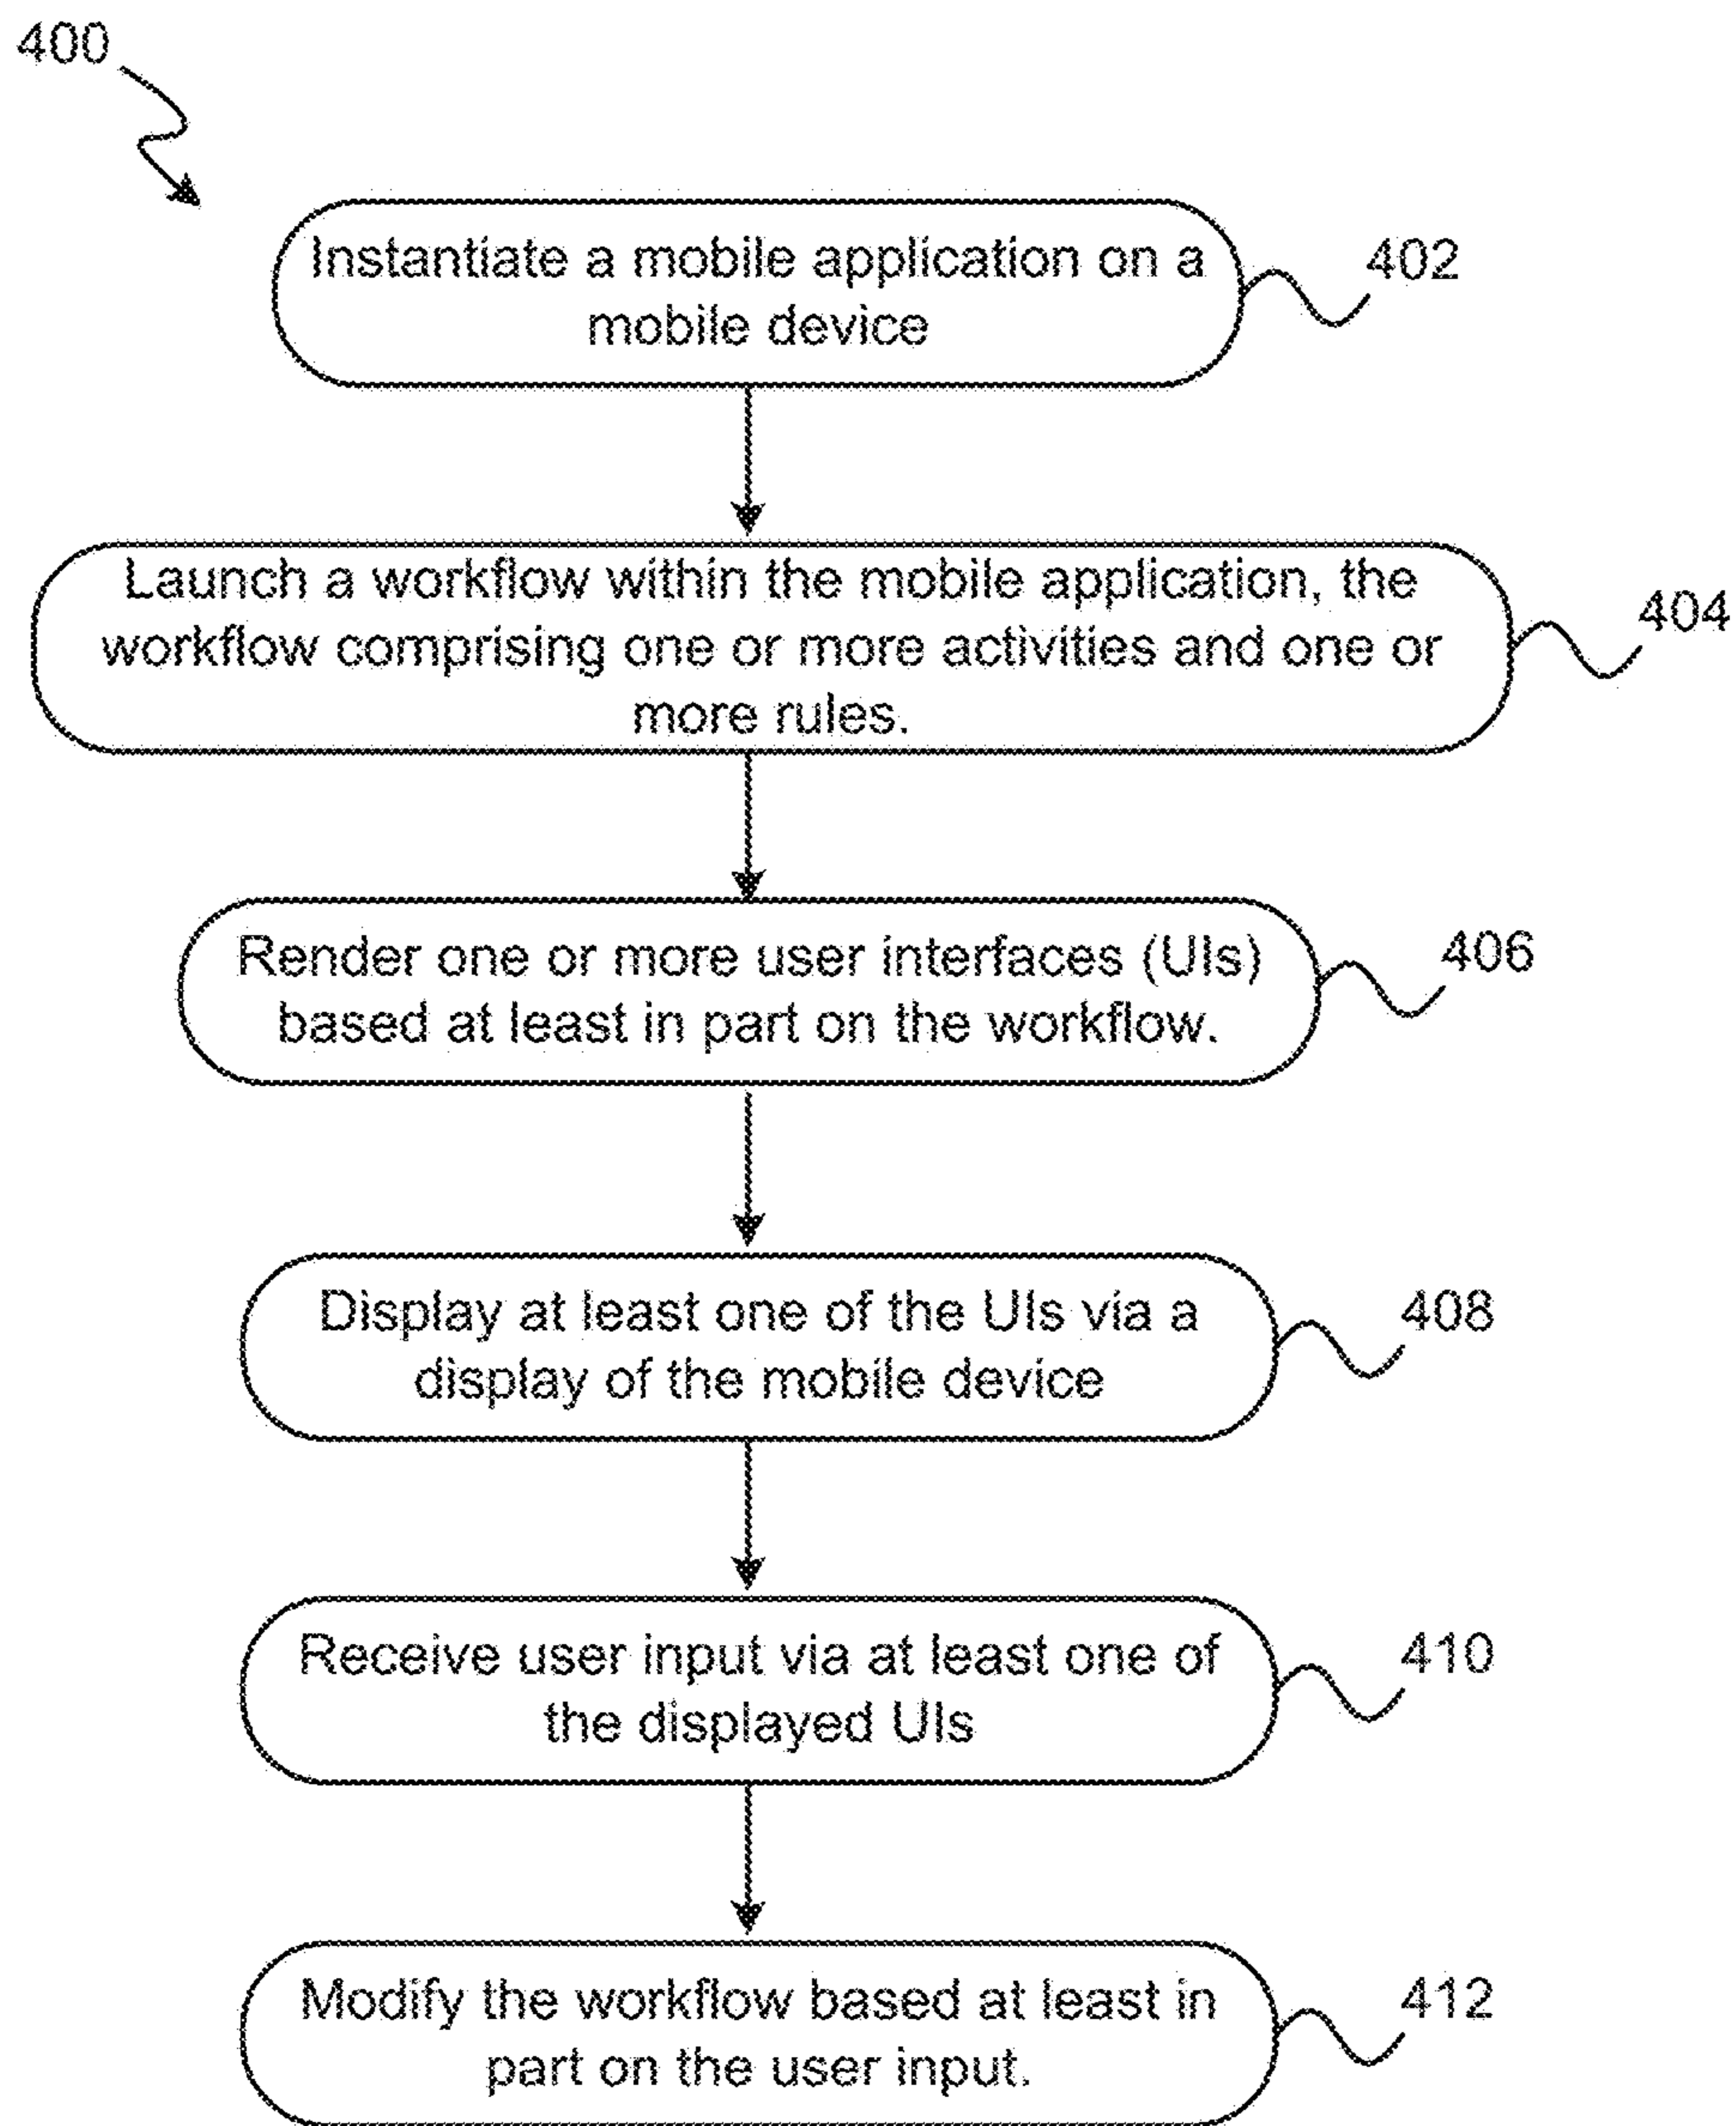 400
Instantiate a mobile application on a
mobile device
402
Launch a workflow within the mobile application, the
workflow comprising one or more activities and one or
more rules.
404
Render one or more user interfaces (UIs)
based at least in part on the workflow.
406
Display at least one of the UIs via a
display of the mobile device
408
Receive user input via at least one of
the displayed UIs
410
Modify the workflow based at least in
part on the user input.
412